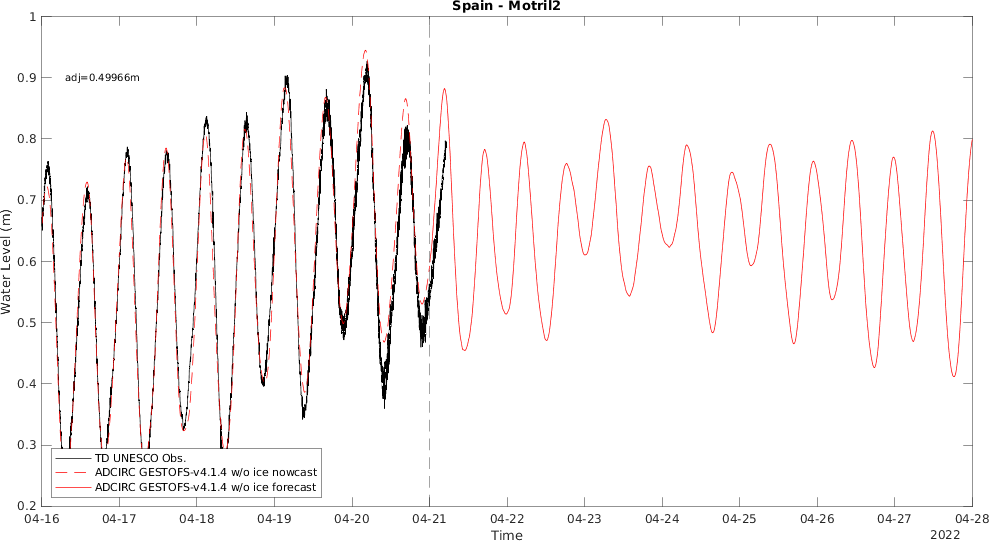 Spain - Motril2
1
0.9
0.8
0.7
0.6
0.5
0.4
0.3
0.2
Water Level (m)
adj=0.49966m
TD UNESCO Obs.
ADCIRC GESTOFS-v4.1.4 w/o ice nowcast
ADCIRC GESTOFS-v4.1.4 w/o ice forecast
04-16 04-17 04-18 04-19 04-20 04-21 04-22 04-23 04-24 04-25 04-26 04-27 04-28
Time
2022